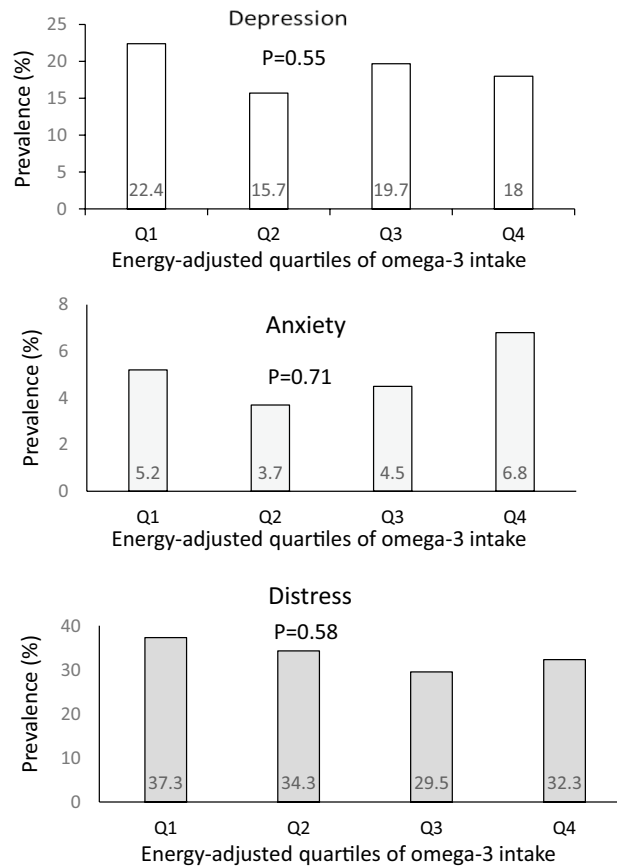 Depression
P=0.55
Prevalence (%)
25
20
15
10
5
0
22.4 15.7 19.7 18
Q1 Q2 Q3 Q4
Energy-adjusted quartiles of omega-3 intake
Anxiety
P=0.71
Prevalence (%)
8
6
4
2
0
5.2 3.7 4.5 6.8
Q1 Q2 Q3 Q4
Energy-adjusted quartiles of omega-3 intake
Distress
P=0.58
Prevalence (%)
40
30
20
10
0
37.3 34.3 29.5 32.3
Q1 Q2 Q3 Q4
Energy-adjusted quartiles of omega-3 intake